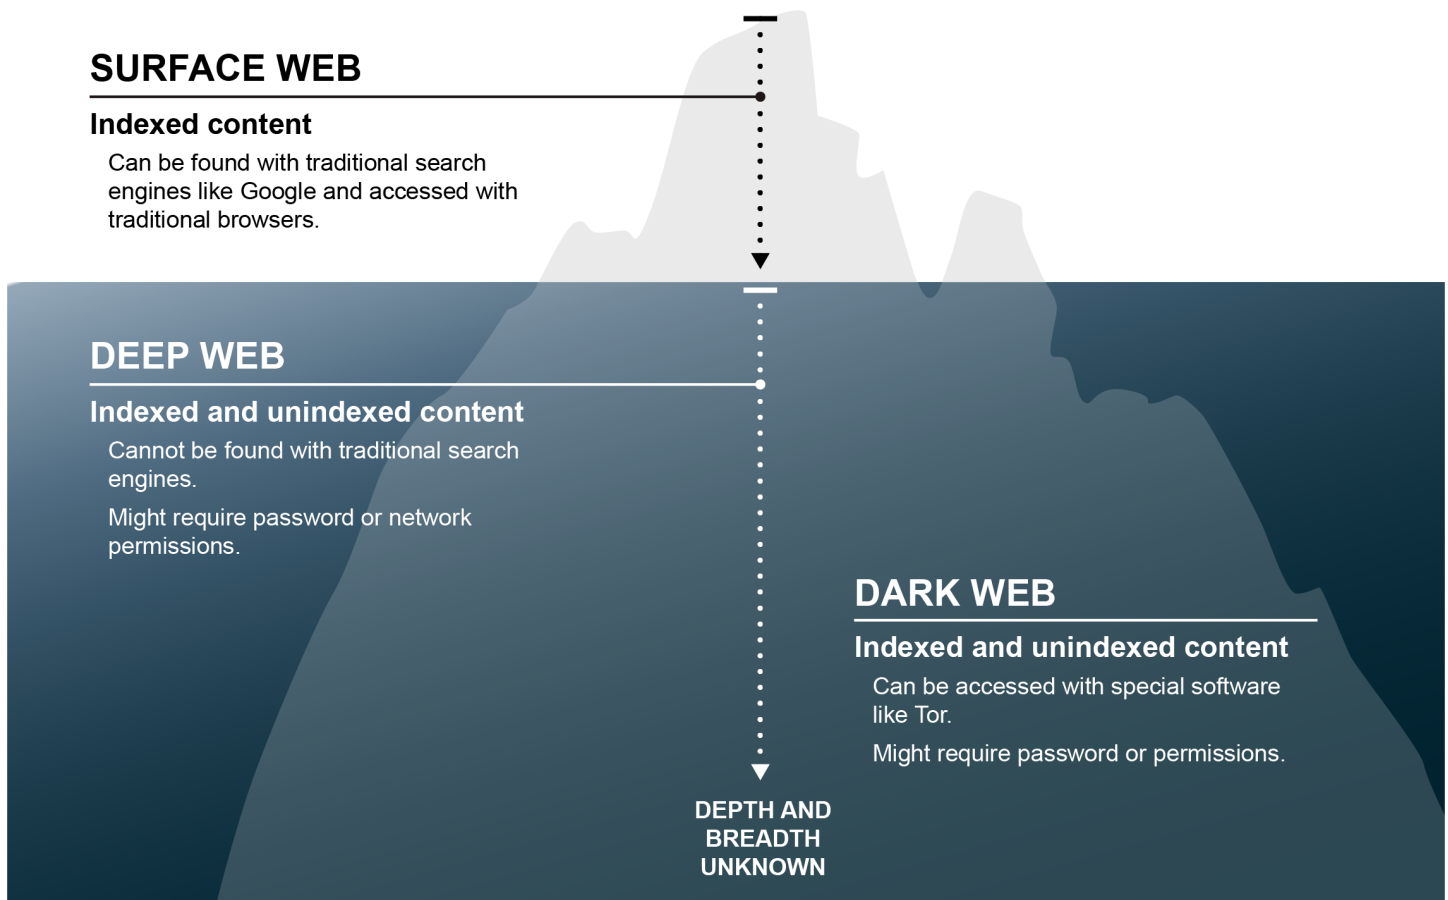 SURFACE WEB
Indexed content
Can be found with traditional search
engines like Google and accessed with
traditional browsers.
DEEP WEB
Indexed and unindexed content
Cannot be found with traditional search
engines.
Might require password or network
permissions.
DARK WEB
Indexed and unindexed content
Can be accessed with special software
like Tor.
Might require password or permissions.
DEPTH AND
BREADTH
UNKNOWN